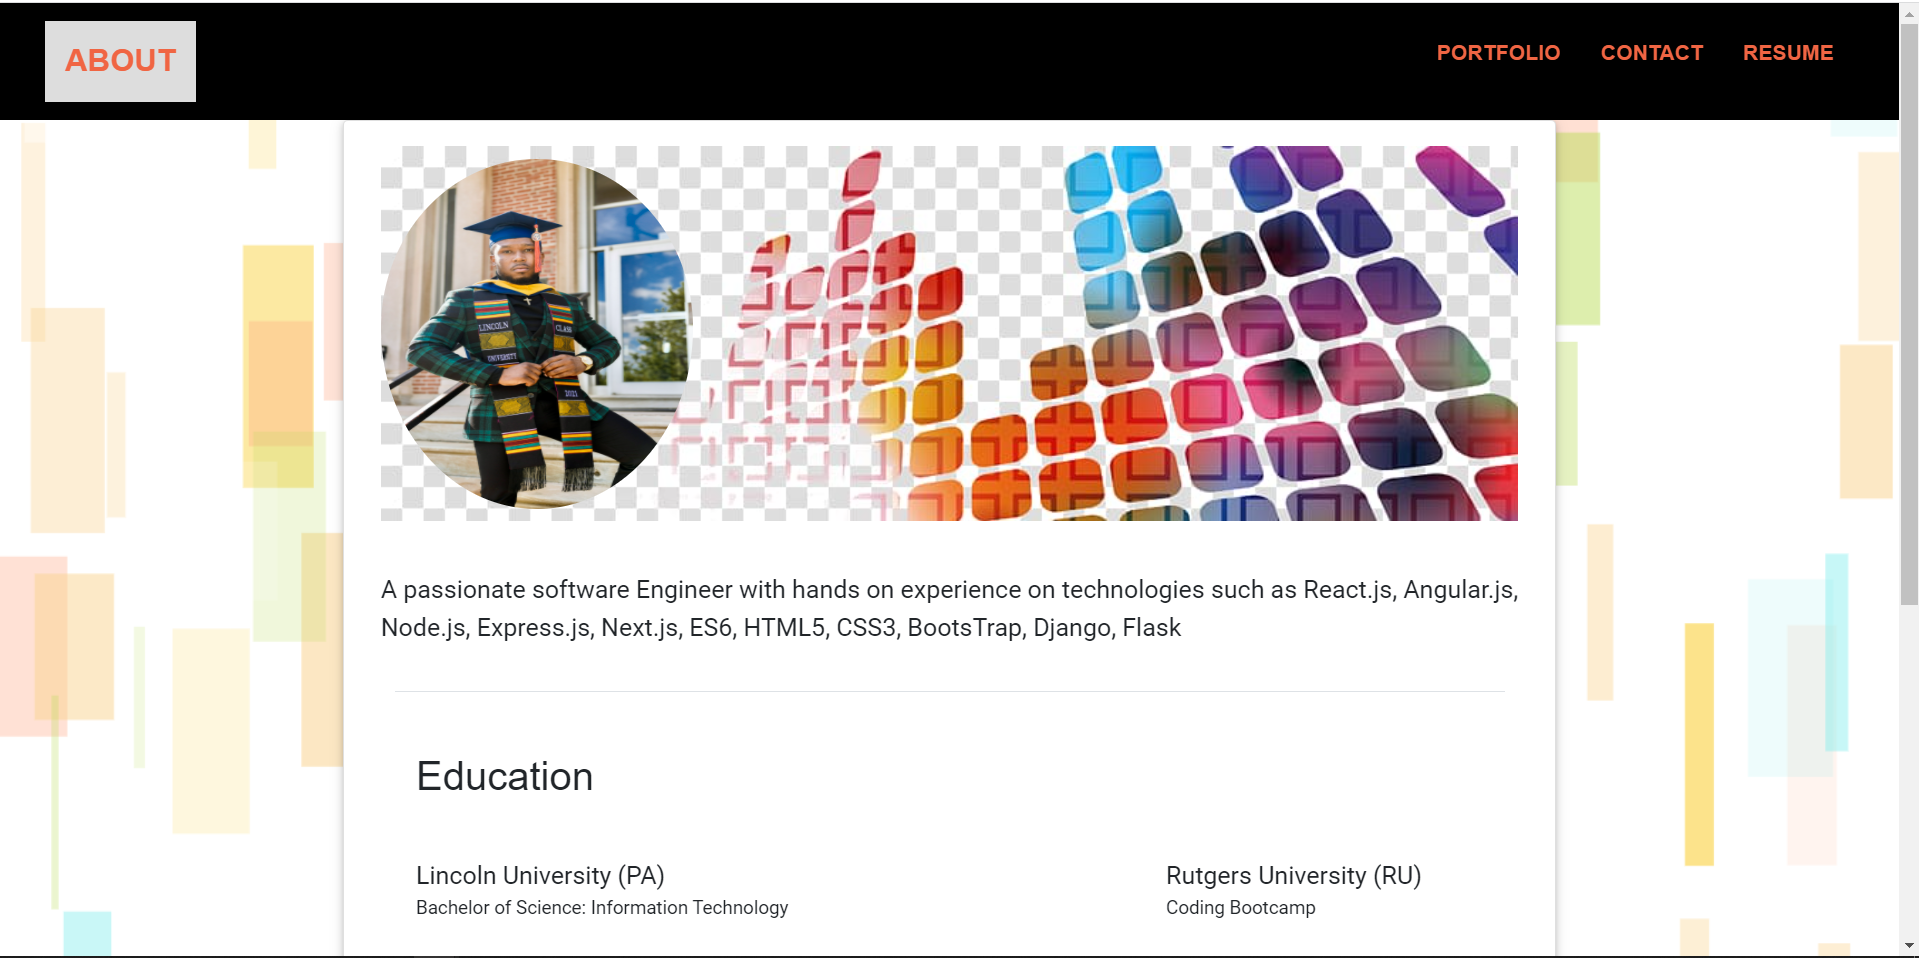 ABOUT
PORTFOLIO CONTACT RESUME
LINCOLN CLASS
UNIVERSITY
2021
A passionate software Engineer with hands on experience on technologies such as React.js, Angular.js,
Node.js, Express.js, Next.js, ES6, HTML5, CSS3, BootsTrap, Django, Flask
Education
Lincoln University (PA)
Bachelor of Science: Information Technology
Rutgers University (RU)
Coding Bootcamp